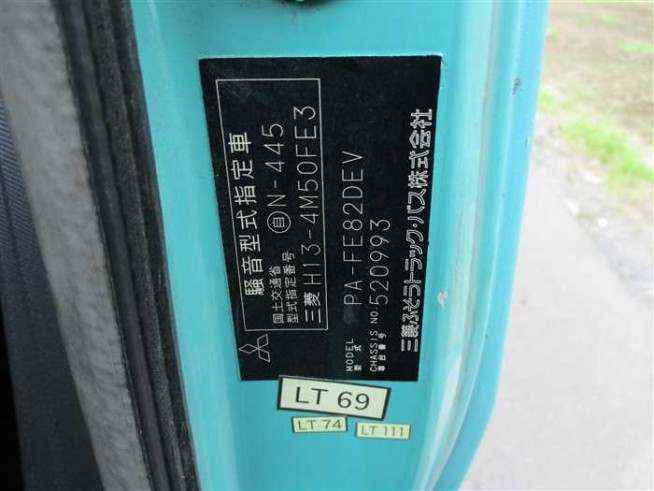 騒音型式指定車
国土交通省
型式指定番号
自N-445
三菱 H13-4M50FE3
MODEL
型式
PA-FE82DEV
CHASSIS NO.
車台番号
520993
三菱ふそうトラック・バス株式会社
LT 69
LT 74
LT 111